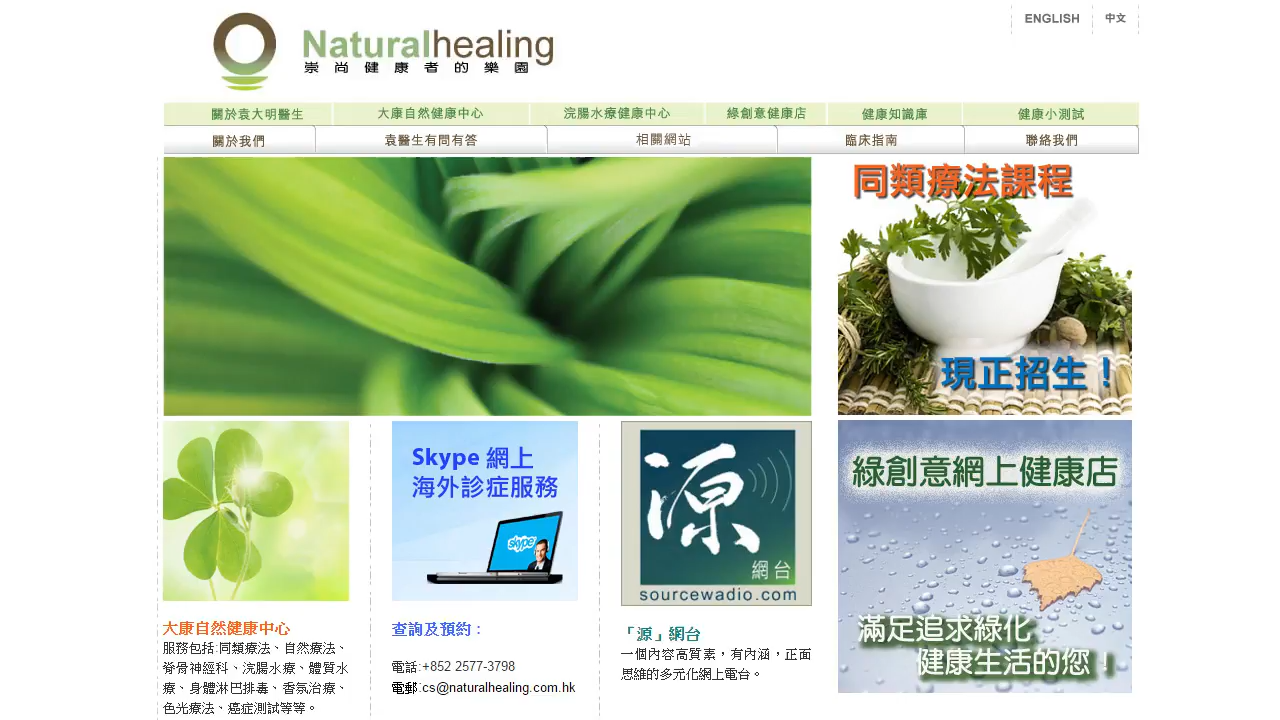 ENGLISH 中文
Naturalhealing
崇尚健康者的樂園
關於袁大明醫生 大康自然健康中心 浣腸水療健康中心 綠創意健康店 健康知識庫 健康小測試
關於我們 袁醫生有問有答 相關網站 臨床指南 聯絡我們
同類療法課程
現正招生！
Skype 網上
海外診症服務
skype
源
網台
sourcewadio.com
綠創意網上健康店
滿足追求綠化
健康生活的您！
大康自然健康中心
服務包括:同類療法、自然療法、
脊骨神經科、浣腸水療、體質水
療、身體淋巴排毒、香氛治療、
色光療法、癌症測試等等。
查詢及預約：
電話:+852 2577-3798
電郵:cs@naturalhealing.com.hk
「源」網台
一個內容高質素，有內涵，正面
思維的多元化網上電台。